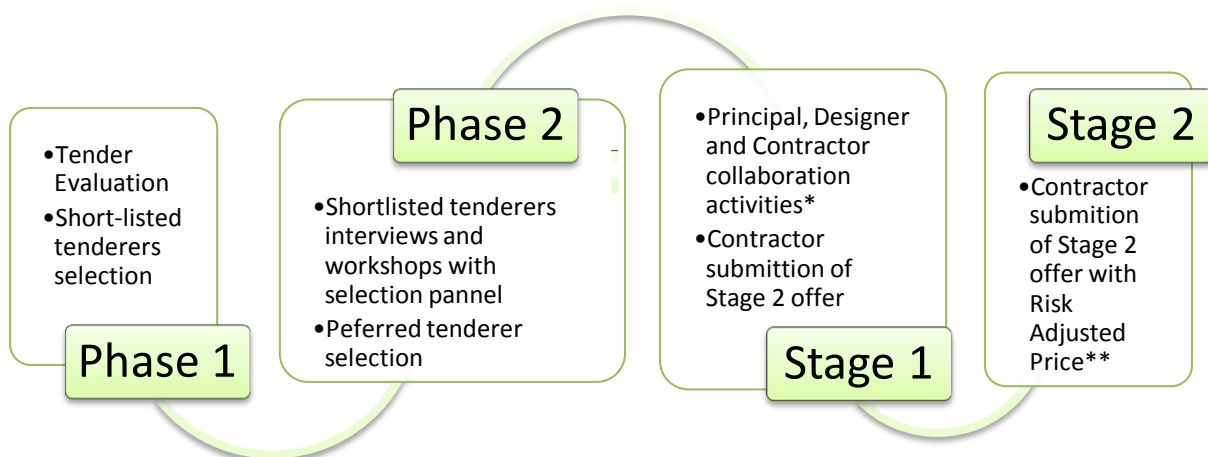 •Tender
Evaluation
•Short-listed
tenderers
selection
Phase 1
Phase 2
•Shortlisted tenderers
interviews and
workshops with
selection pannel
•Peferred tenderer
selection
•Principal, Designer
and Contractor
collaboration
activities*
•Contractor
submittion of
Stage 2 offer
Stage 1
Stage 2
•Contractor
submition
of Stage 2
offer with
Risk
Adjusted
Price**